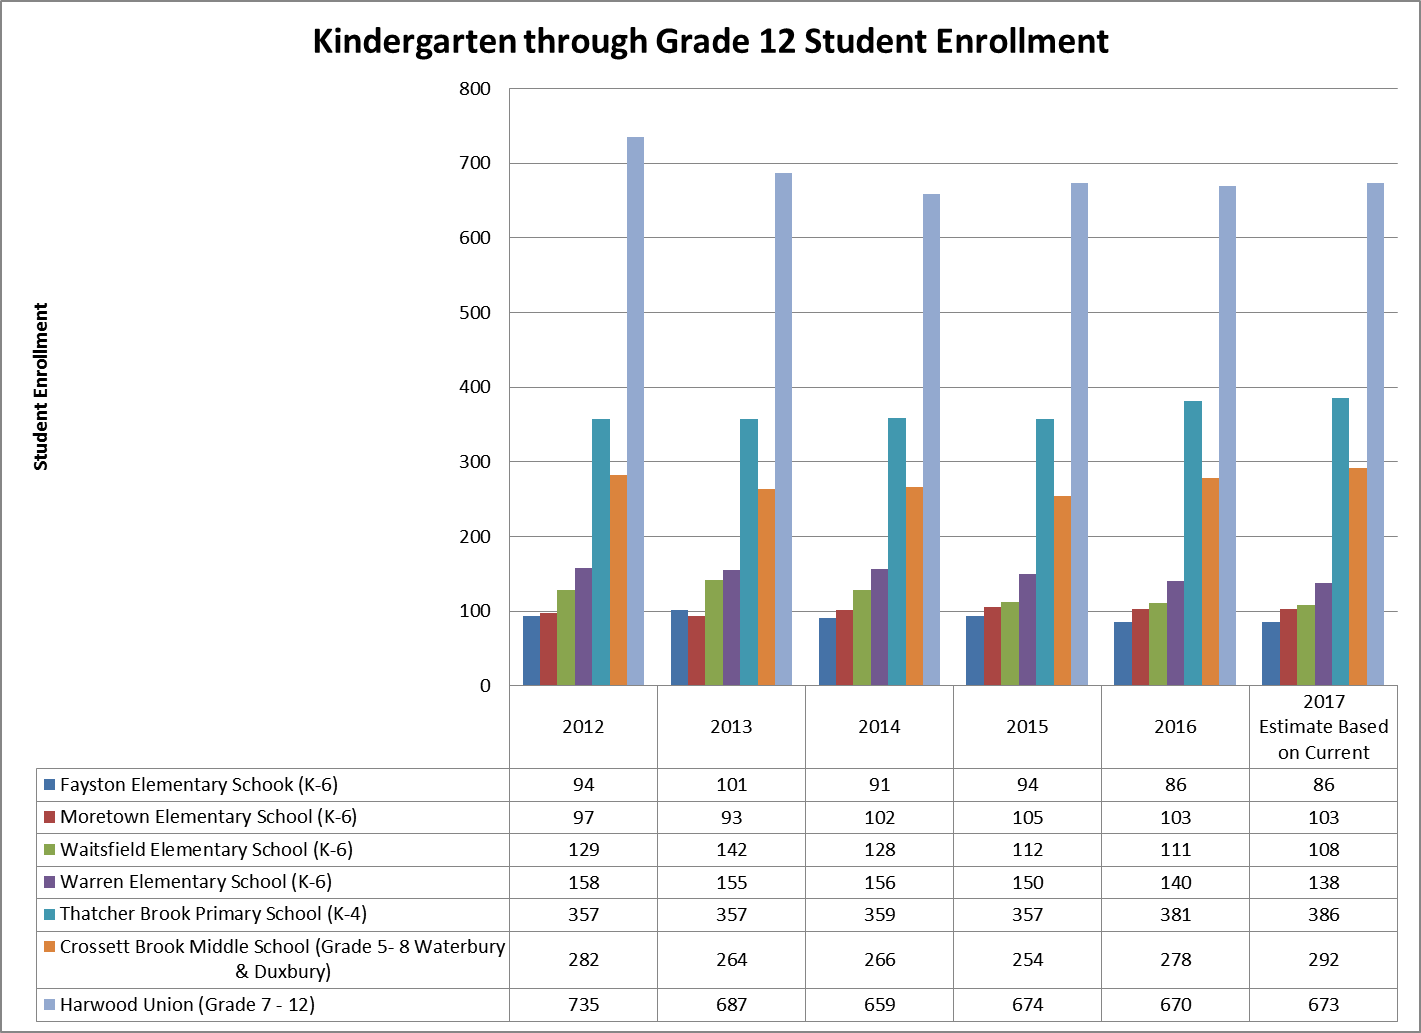 Kindergarten through Grade 12 Student Enrollment
800
700
600
500
400
300
200
100
0
Student Enrollment
2012 2013 2014 2015 2016 2017
Estimate Based
on Current
Fayston Elementary Schook (K-6) 94 101 91 94 86 86
Moretown Elementary School (K-6) 97 93 102 105 103 103
Waitsfield Elementary School (K-6) 129 142 128 112 111 108
Warren Elementary School (K-6) 158 155 156 150 140 138
Thatcher Brook Primary School (K-4) 357 357 359 357 381 386
Crossett Brook Middle School (Grade 5- 8 Waterbury
& Duxbury) 282 264 266 254 278 292
Harwood Union (Grade 7 - 12) 735 687 659 674 670 673